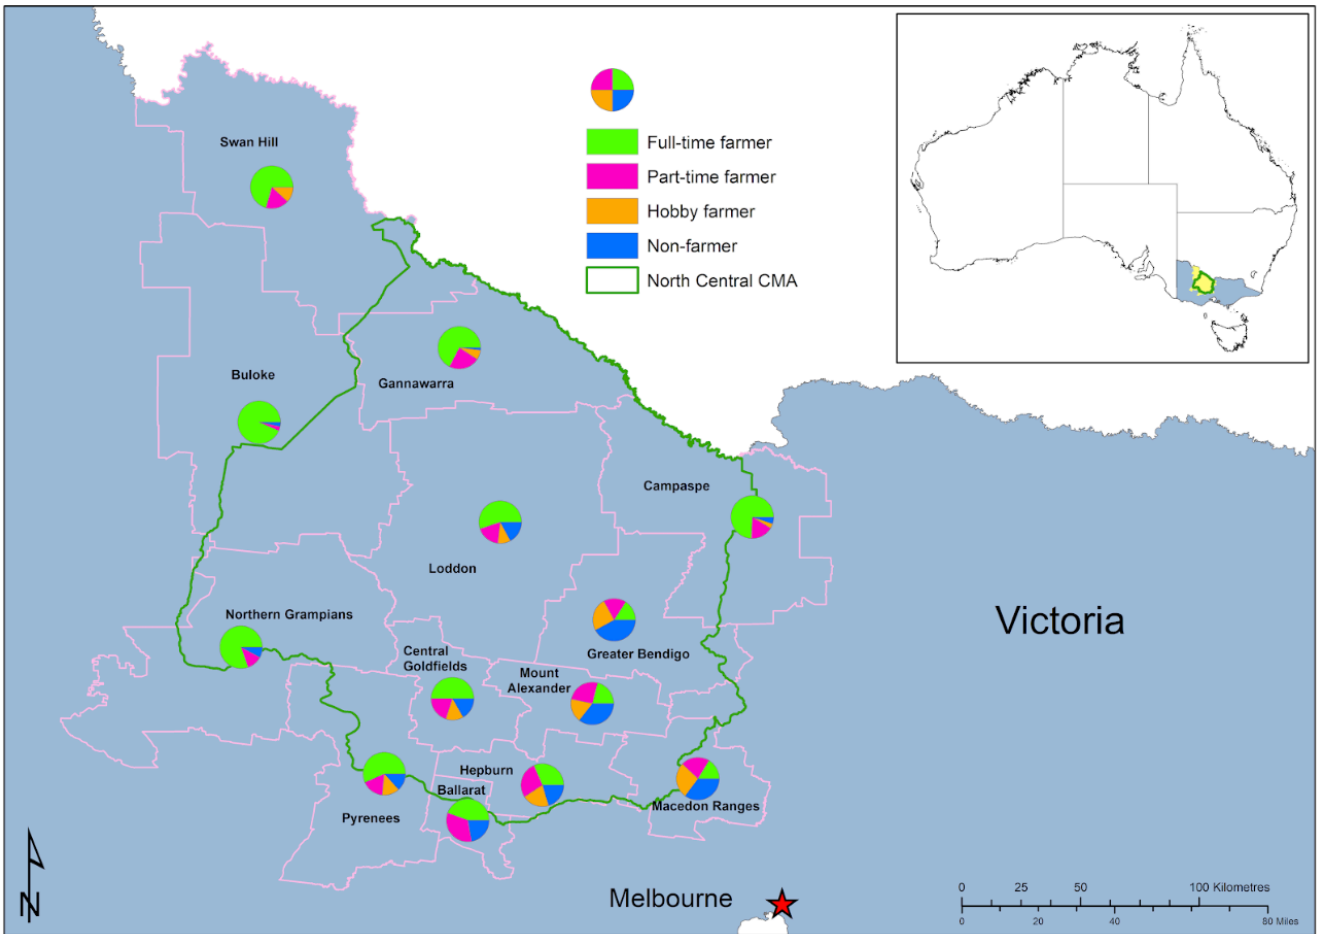 Swan Hill
Full-time farmer
Part-time farmer
Hobby farmer
Non-farmer
North Central CMA
Buloke
Gannawarra
Campaspe
Loddon
Northern Grampians
Victoria
Central
Goldfields
Greater Bendigo
Mount
Alexander
Hepburn
Ballarat
Pyrenees
Macedon Ranges
N
Melbourne
0 25 50 100 Kilometres
0 20 40 80 Miles